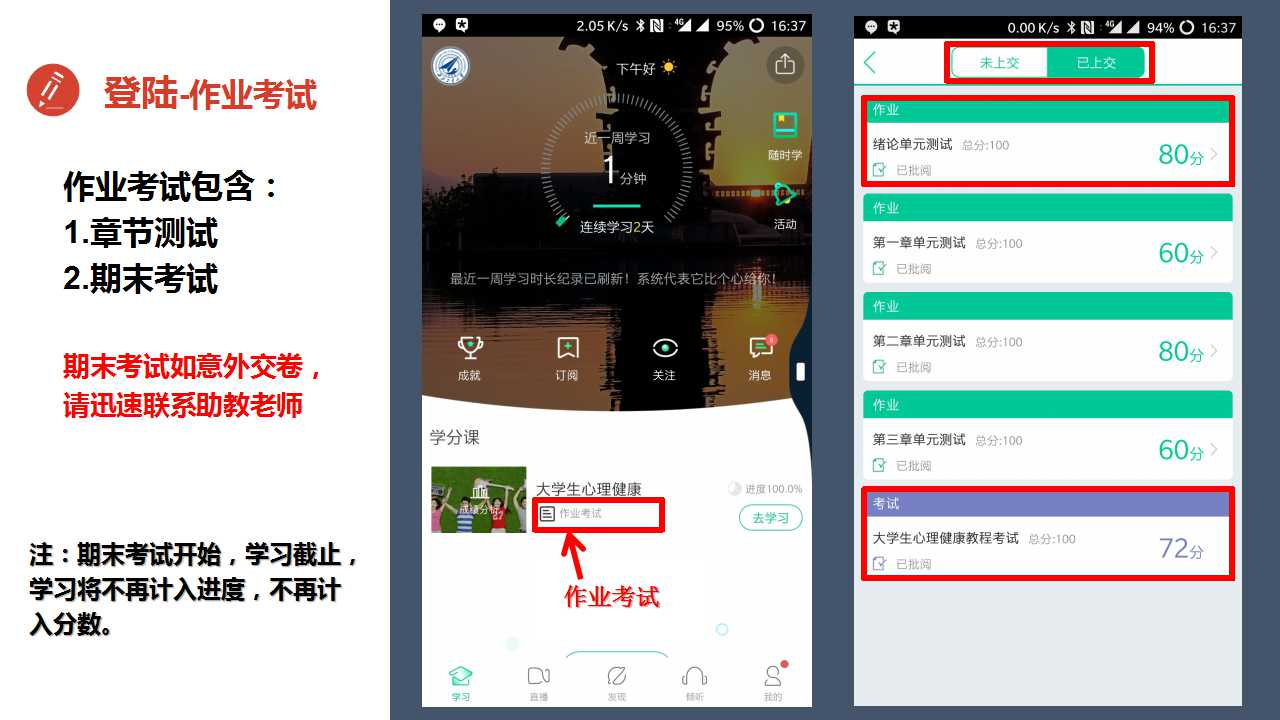 登陆-作业考试
作业考试包含：
1.章节测试
2.期末考试
期末考试如意外交卷，
请迅速联系助教老师
注：期末考试开始，学习截止，
学习将不再计入进度，不再计
入分数。
2.05 K/s 4G 95% 16:37
下午好
近一周学习
1分钟
连续学习2天
随时学
活动
最近一周学习时长纪录已刷新！系统代表它比个心给你！
成就 订阅 关注 消息
学分课
成绩分析
大学生心理健康
进度100.0%
作业考试
去学习
作业考试
学习 直播 发现 倾听 我的
0.00 K/s 4G 94% 16:37
未上交 已上交
作业
绪论单元测试 总分:100
80分
已批阅
作业
第一章单元测试 总分:100
60分
已批阅
作业
第二章单元测试 总分:100
80分
已批阅
作业
第三章单元测试 总分:100
60分
已批阅
考试
大学生心理健康教程考试 总分:100
72分
已批阅